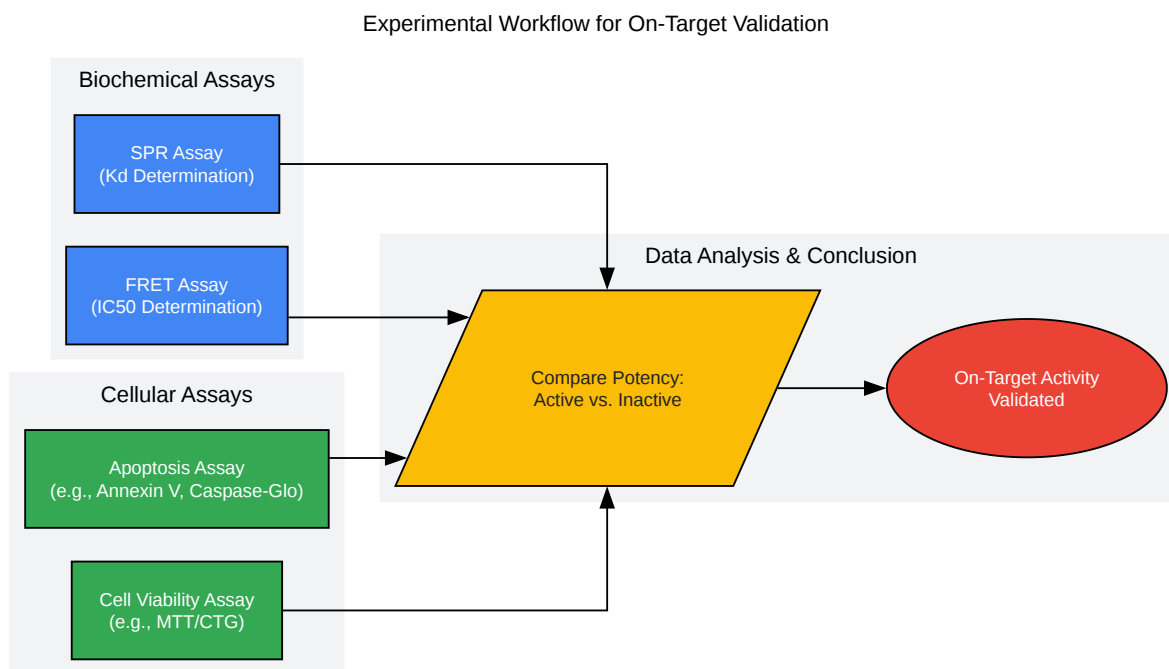 Experimental Workflow for On-Target Validation
Biochemical Assays
SPR Assay
(Kd Determination)
FRET Assay
(IC50 Determination)
Cellular Assays
Apoptosis Assay
(e.g., Annexin V, Caspase-Glo)
Cell Viability Assay
(e.g., MTT/CTG)
Data Analysis & Conclusion
Compare Potency:
Active vs. Inactive
On-Target Activity
Validated